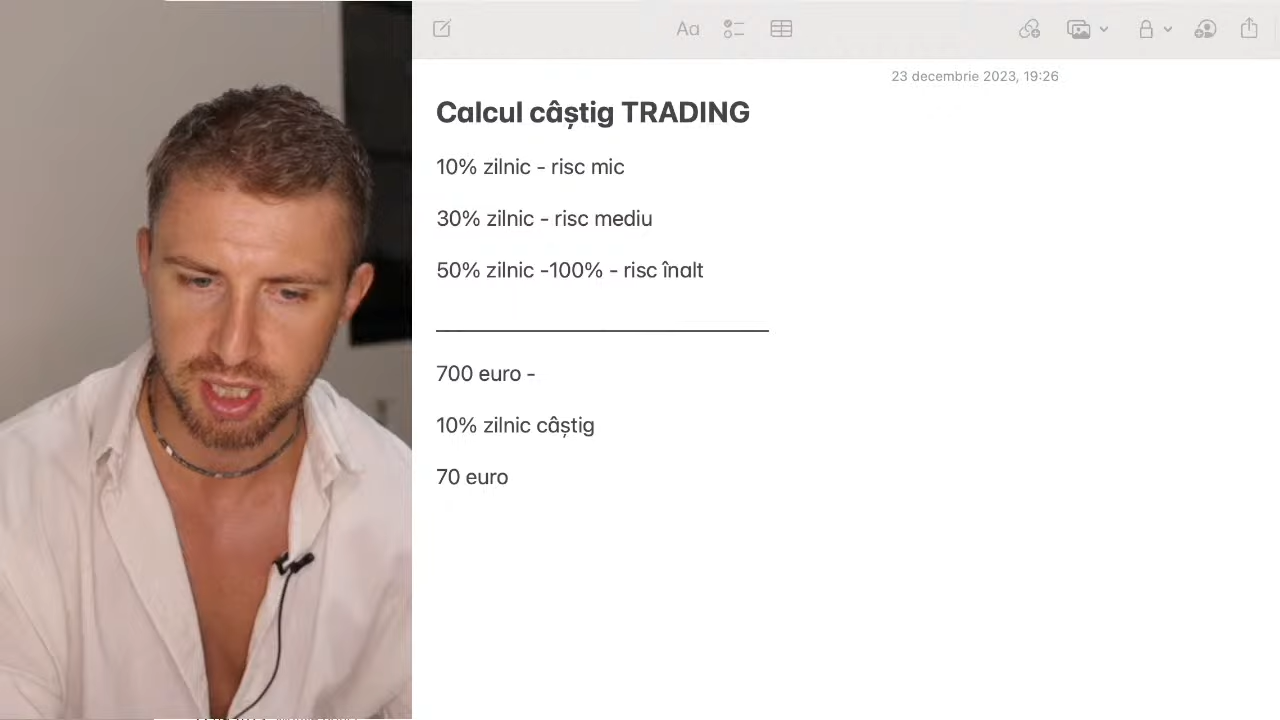 Aa
23 decembrie 2023, 19:26
Calcul câștig TRADING
10% zilnic - risc mic
30% zilnic - risc mediu
50% zilnic -100% - risc înalt
700 euro -
10% zilnic câștig
70 euro